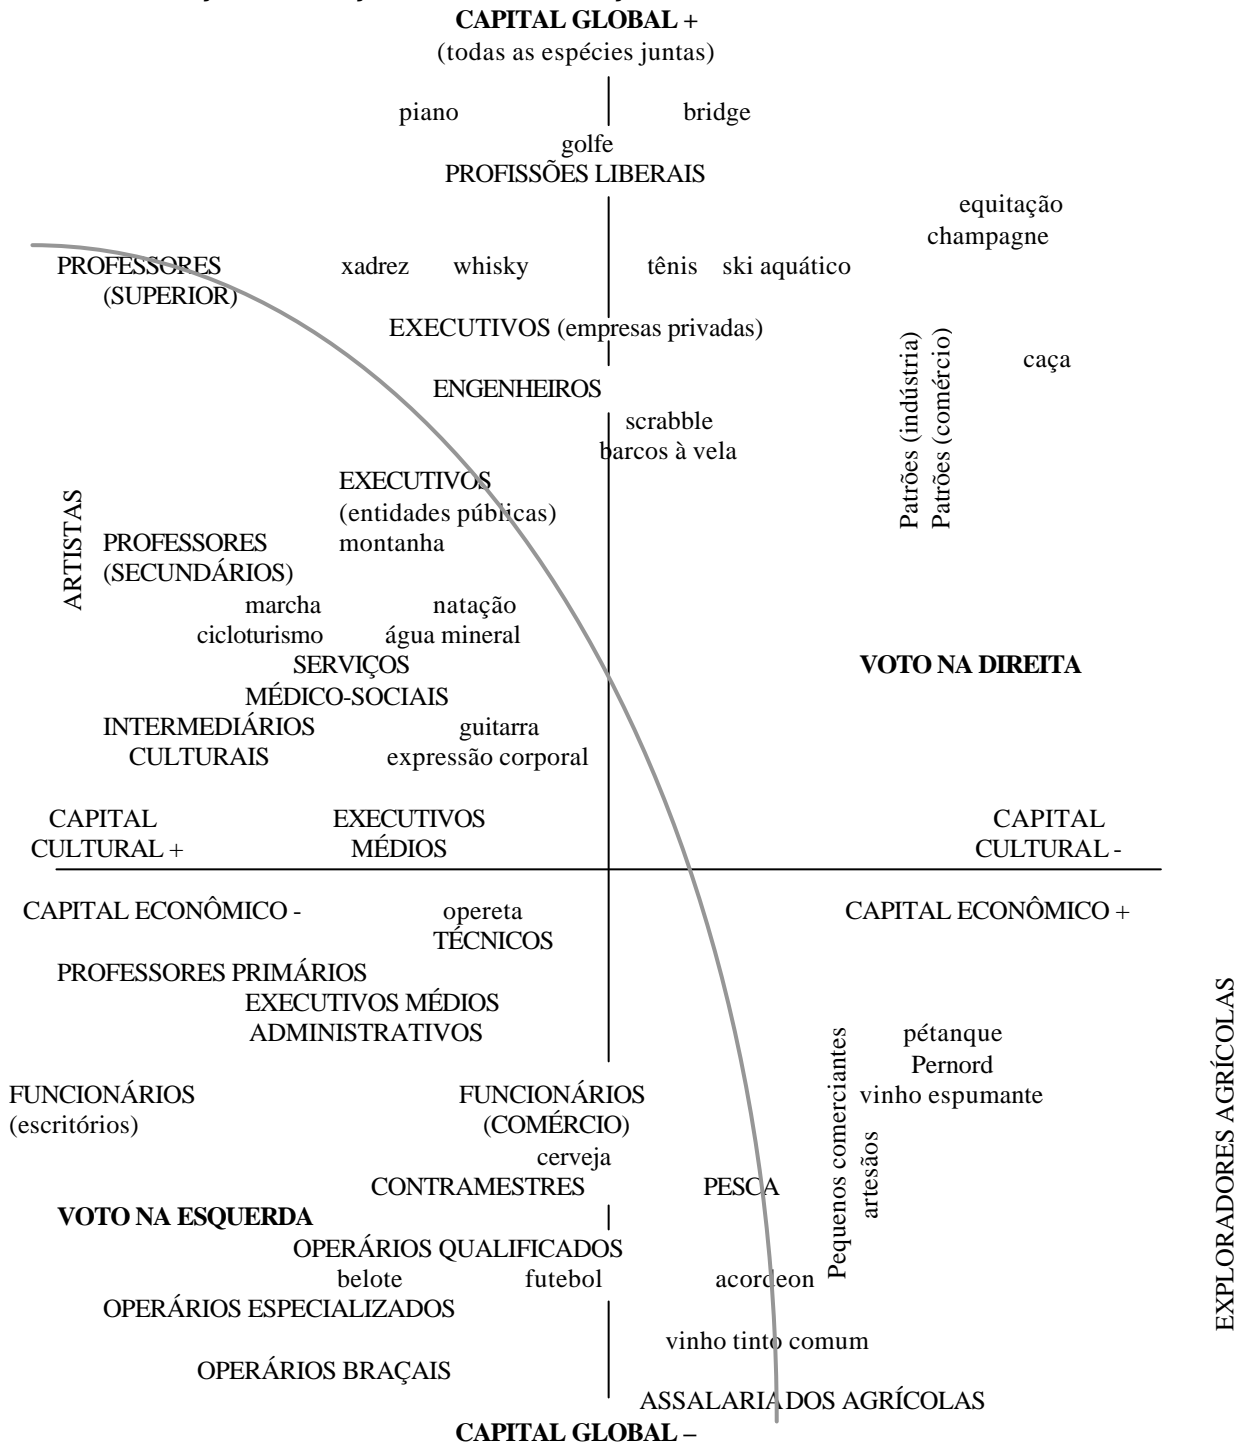 CAPITAL GLOBAL +
(todas as espécies juntas)
piano bridge
golfe
PROFISSÕES LIBERAIS
equitação
champagne
PROFESSORES xadrez whisky tênis ski aquático
(SUPERIOR)
EXECUTIVOS (empresas privadas)
Patrões (indústria)
Patrões (comércio)
caça
ENGENHEIROS
scrabble
barcos à vela
EXECUTIVOS
ARTISTAS
(entidades públicas)
PROFESSORES montanha
(SECUNDÁRIOS)
marcha natação
cicloturismo água mineral
SERVIÇOS VOTO NA DIREITA
MÉDICO-SOCIAIS
INTERMEDIÁRIOS guitarra
CULTURAIS expressão corporal
CAPITAL EXECUTIVOS CAPITAL
CULTURAL + MÉDIOS CULTURAL -
CAPITAL ECONÔMICO - opereta CAPITAL ECONÔMICO +
TÉCNICOS
PROFESSORES PRIMÁRIOS
EXECUTIVOS MÉDIOS
EXPLORADORES AGRÍCOLAS
ADMINISTRATIVOS pétanque
Pequenos comerciantes
artesãos
Pernord
FUNCIONÁRIOS FUNCIONÁRIOS vinho espumante
(escritórios) (COMÉRCIO)
cerveja
CONTRAMESTRES PESCA
VOTO NA ESQUERDA
OPERÁRIOS QUALIFICADOS
belote futebol acordeon
OPERÁRIOS ESPECIALIZADOS
vinho tinto comum
OPERÁRIOS BRAÇAIS
ASSALARIADOS AGRÍCOLAS
CAPITAL GLOBAL –